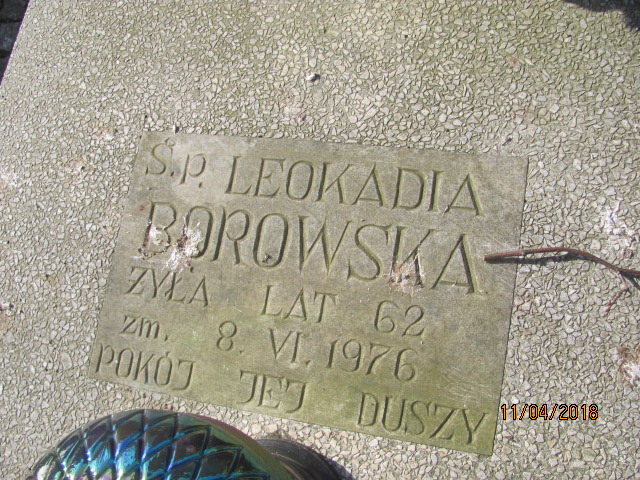 Ś.p. LEOKADIA
BOROWSKA
ŻYŁA LAT 62
zm. 8. VI. 1976
POKÓJ JEJ DUSZY
11/04/2018